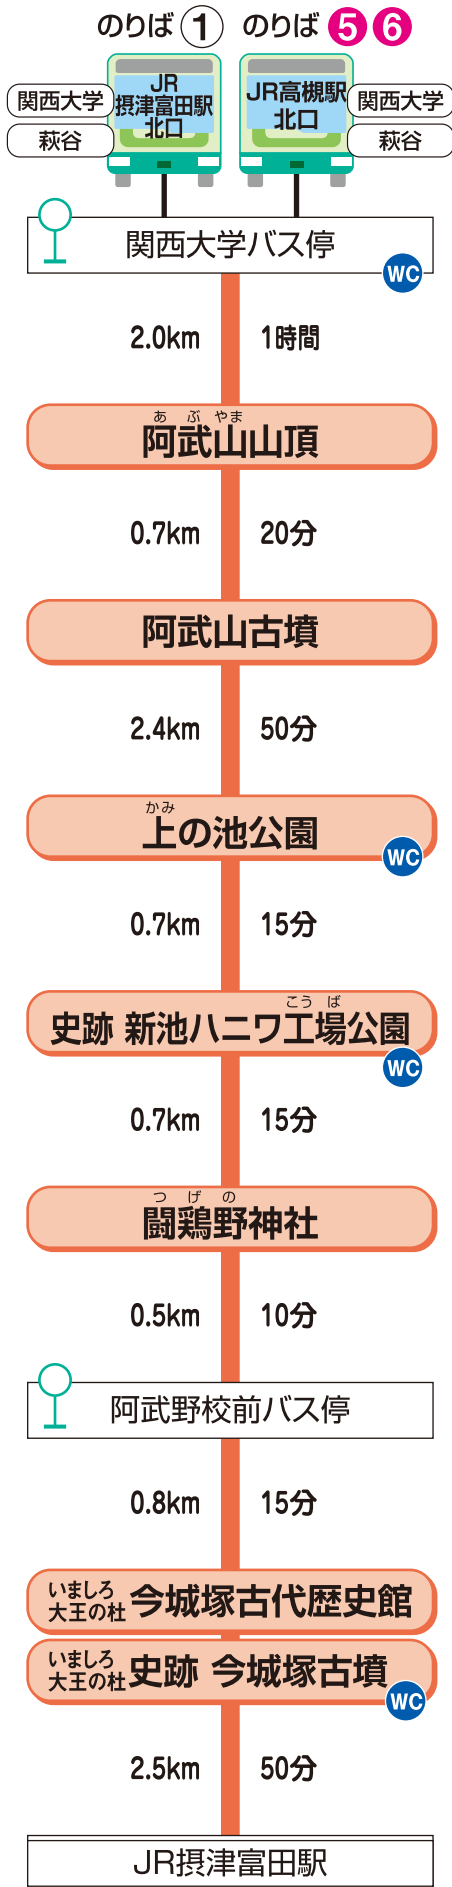 のりば ① のりば 5 6
関西大学
萩谷
JR
摂津富田駅
北口
JR高槻駅
北口
関西大学
萩谷
関西大学バス停
WC
2.0km 1時間
あぶやま
阿武山山頂
0.7km 20分
阿武山古墳
2.4km 50分
かみ
上の池公園
WC
0.7km 15分
こうば
史跡 新池ハニワ工場公園
WC
0.7km 15分
つげの
闘鶏野神社
0.5km 10分
阿武野校前バス停
0.8km 15分
いましろ
大王の杜 今城塚古代歴史館
いましろ
大王の杜 史跡 今城塚古墳
WC
2.5km 50分
JR摂津富田駅